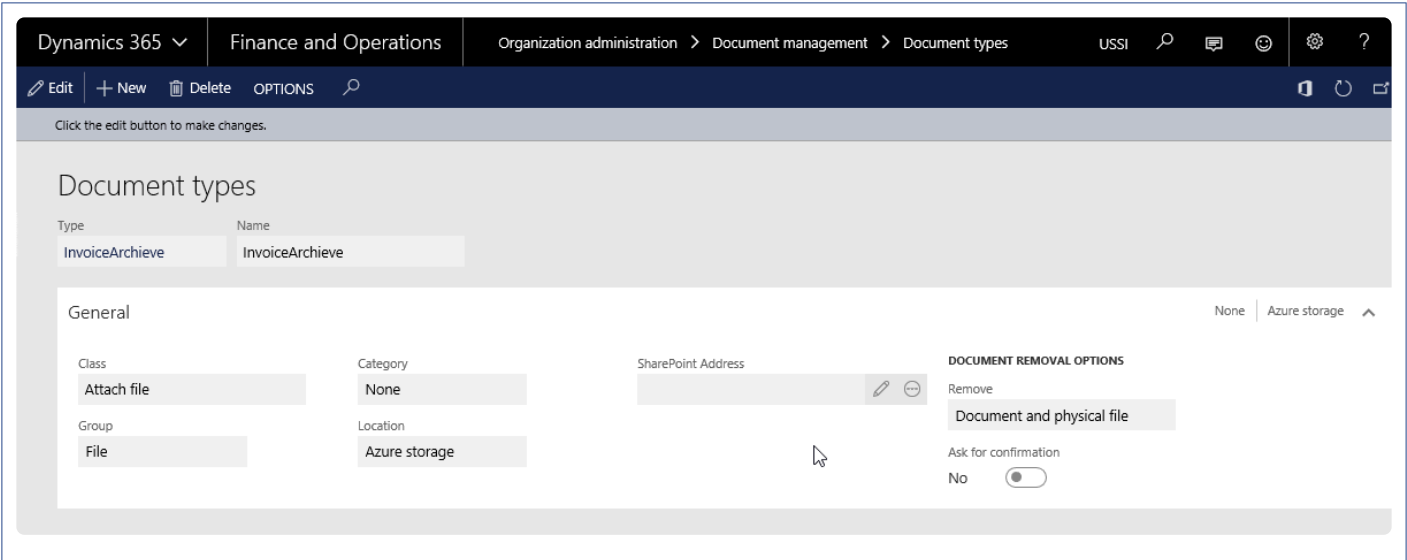 Dynamics 365 Finance and Operations Organization administration > Document management > Document types USSI ?
Edit + New Delete OPTIONS
Click the edit button to make changes.
Document types
Type Name
InvoiceArchieve InvoiceArchieve
General None Azure storage
Class Category SharePoint Address DOCUMENT REMOVAL OPTIONS
Attach file None Remove
Document and physical file
Group Location
File Azure storage
Ask for confirmation
No